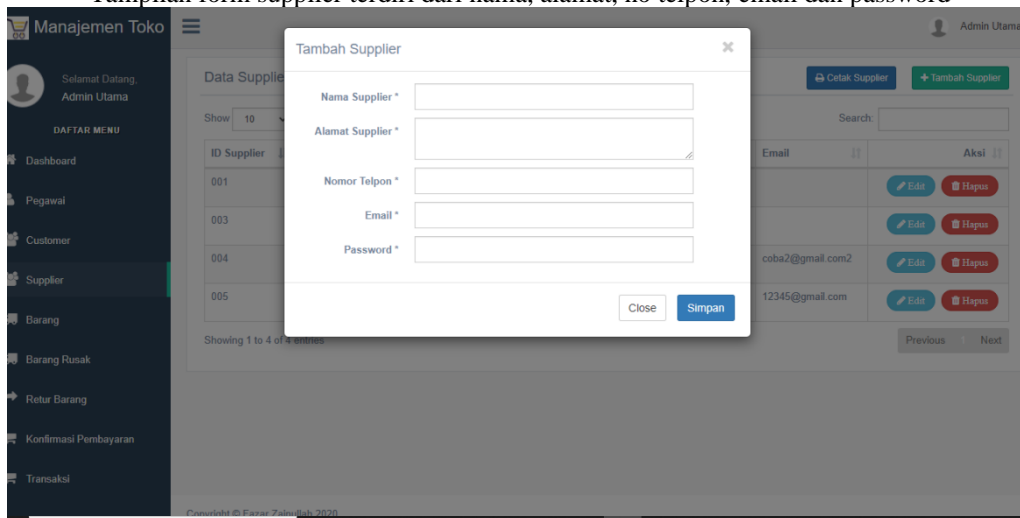 Tampilan form supplier terdiri dari nama, alamat, no telpon, email dan password
Manajemen Toko
Admin Utama
Selamat Datang,
Admin Utama
DAFTAR MENU
Dashboard
Pegawai
Customer
Supplier
Barang
Barang Rusak
Retur Barang
Konfirmasi Pembayaran
Transaksi
Tambah Supplier ×
Nama Supplier *
Alamat Supplier *
Nomor Telpon *
Email *
Password *
Close Simpan
Data Supplie
Cetak Supplier + Tambah Supplier
Show 10 Search:
ID Supplier Email Aksi
001 Edit Hapus
003 Edit Hapus
004 coba2@gmail.com2 Edit Hapus
005 12345@gmail.com Edit Hapus
Showing 1 to 4 of 4 entries Previous 1 Next
Copyright © Fazar Zainullah 2020